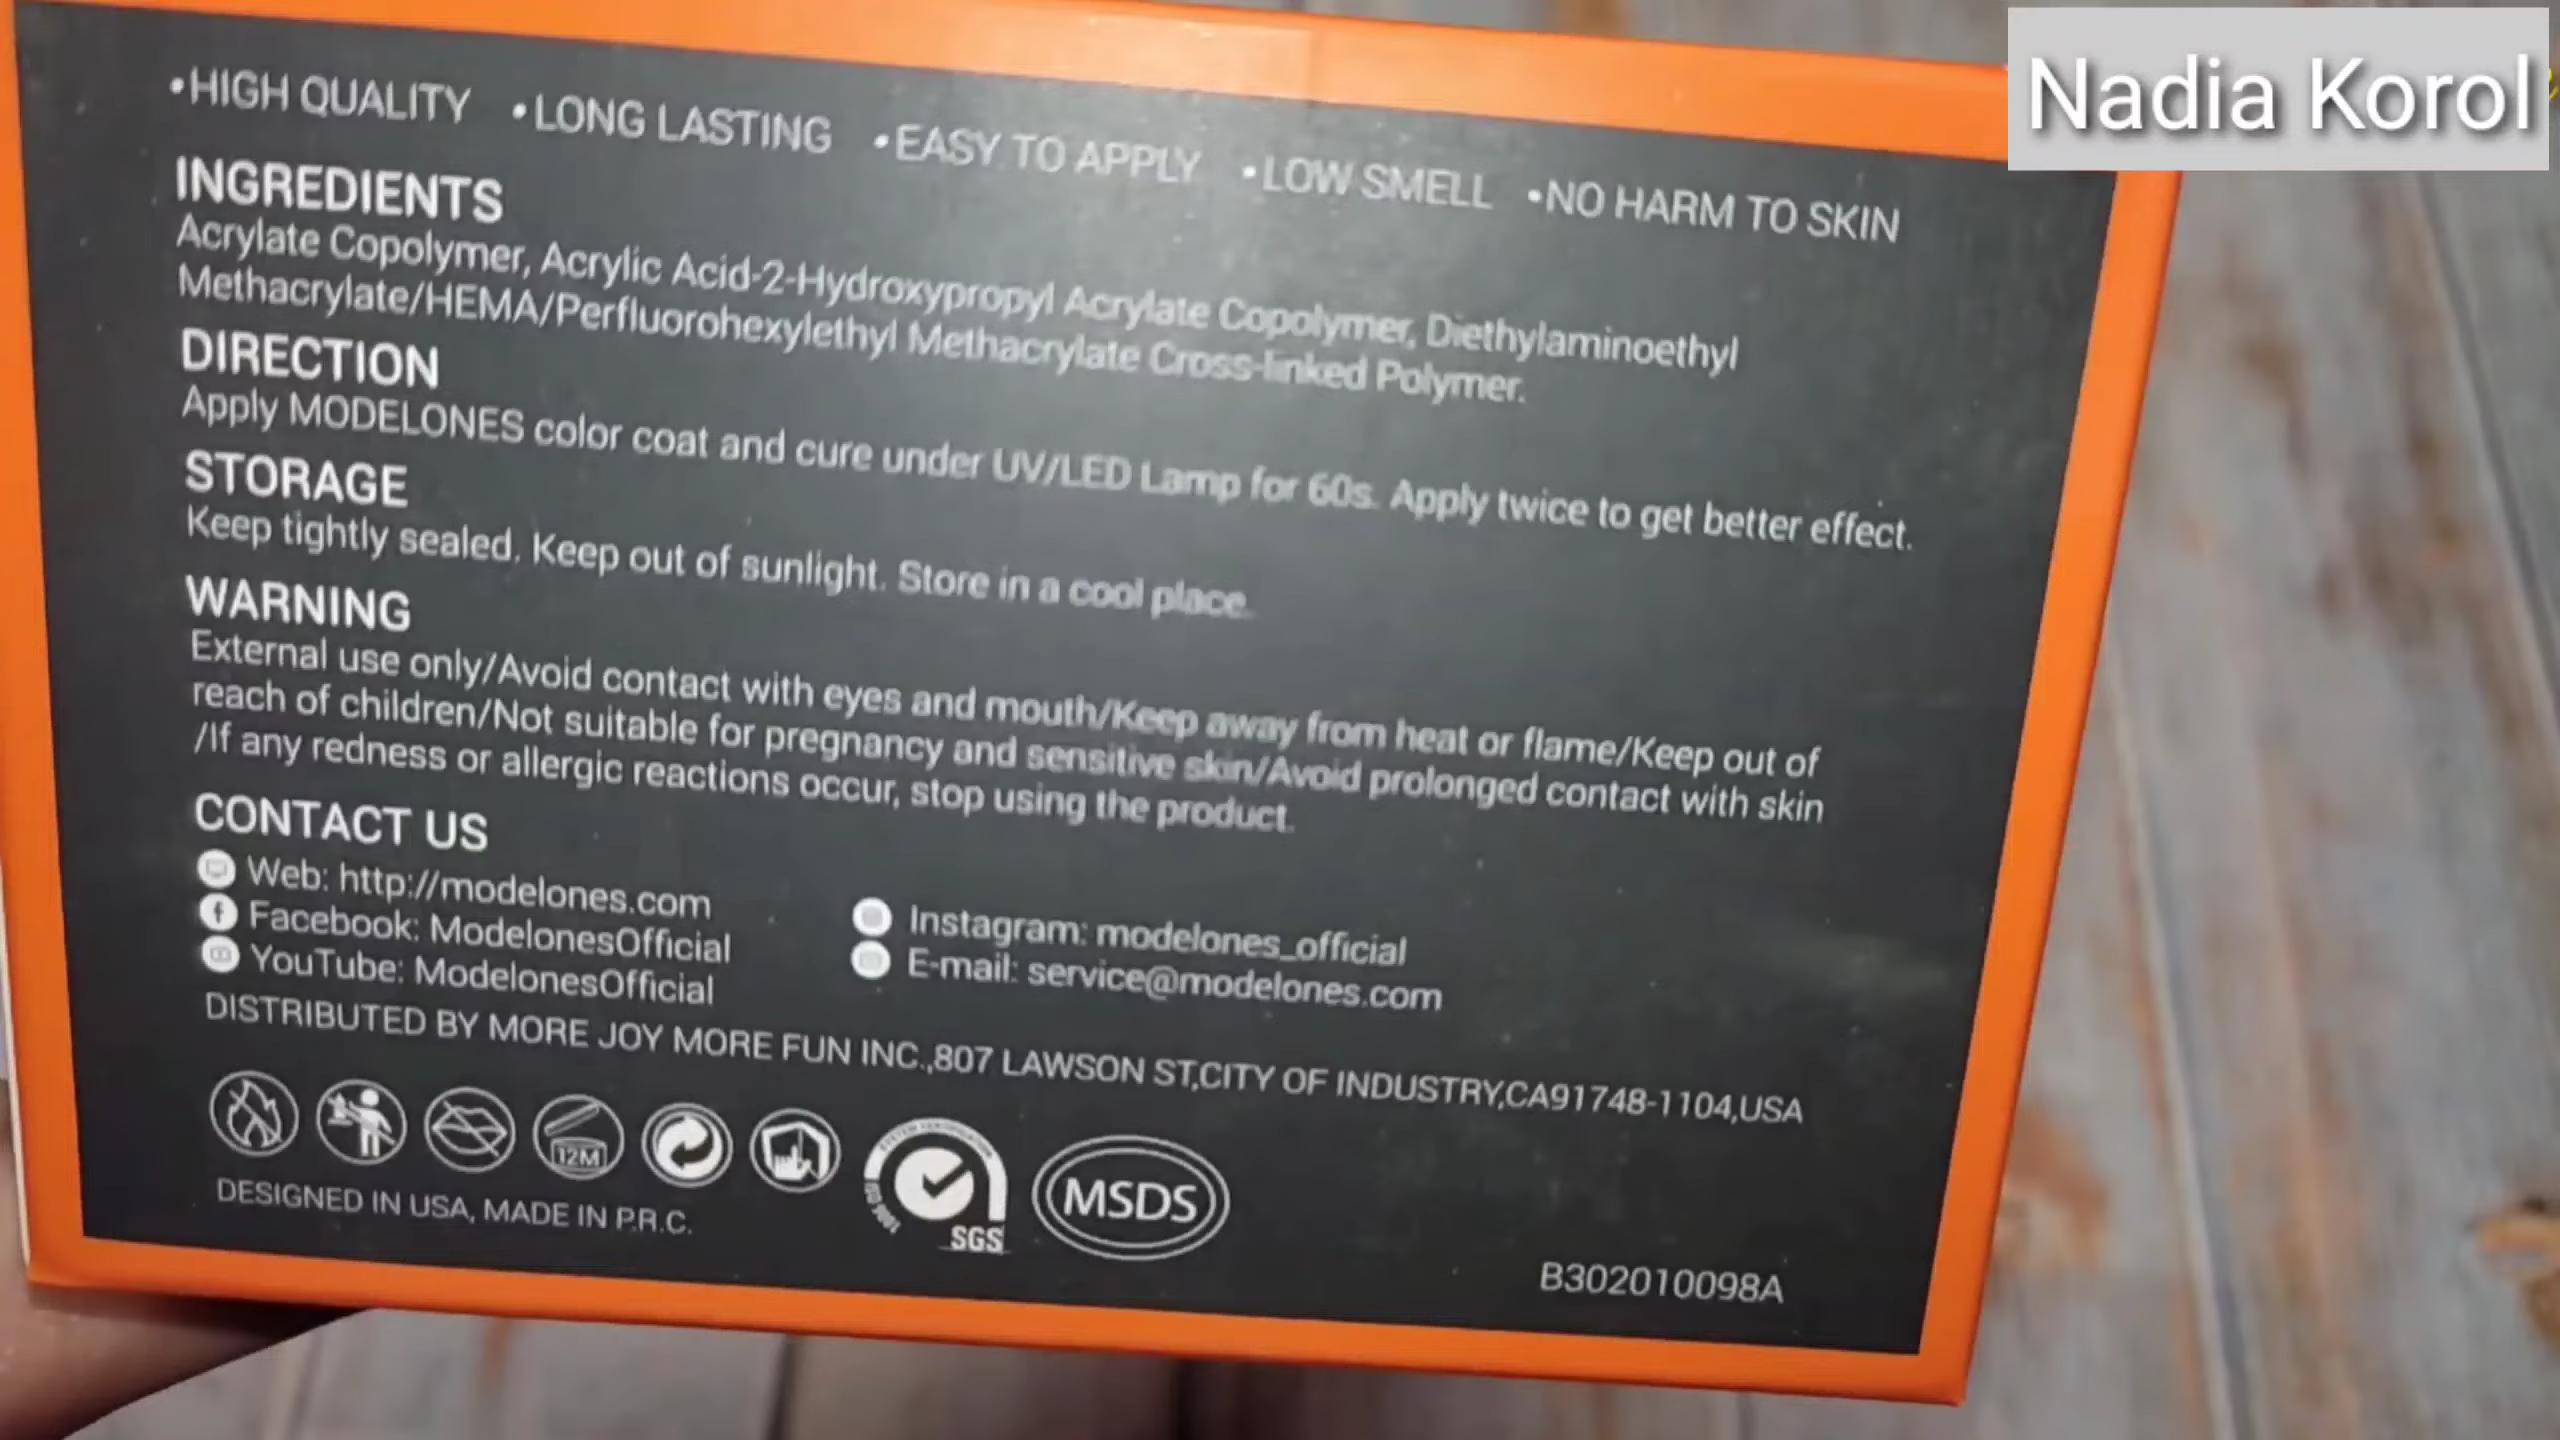 Nadia Korol
•HIGH QUALITY •LONG LASTING •EASY TO APPLY •LOW SMELL •NO HARM TO SKIN
INGREDIENTS
Acrylate Copolymer, Acrylic Acid-2-Hydroxypropyl Acrylate Copolymer, Diethylaminoethyl
Methacrylate/HEMA/Perfluorohexylethyl Methacrylate Cross-linked Polymer.
DIRECTION
Apply MODELONES color coat and cure under UV/LED Lamp for 60s. Apply twice to get better effect.
STORAGE
Keep tightly sealed. Keep out of sunlight. Store in a cool place.
WARNING
External use only/Avoid contact with eyes and mouth/Keep away from heat or flame/Keep out of
reach of children/Not suitable for pregnancy and sensitive skin/Avoid prolonged contact with skin
/If any redness or allergic reactions occur, stop using the product.
CONTACT US
Web: http://modelones.com
Facebook: ModelonesOfficial
YouTube: ModelonesOfficial
Instagram: modelones_official
E-mail: service@modelones.com
DISTRIBUTED BY MORE JOY MORE FUN INC.,807 LAWSON ST,CITY OF INDUSTRY,CA91748-1104,USA
12M
SYSTEM CERTIFICATION
ISO 9001
SGS
MSDS
DESIGNED IN USA, MADE IN P.R.C.
B302010098A